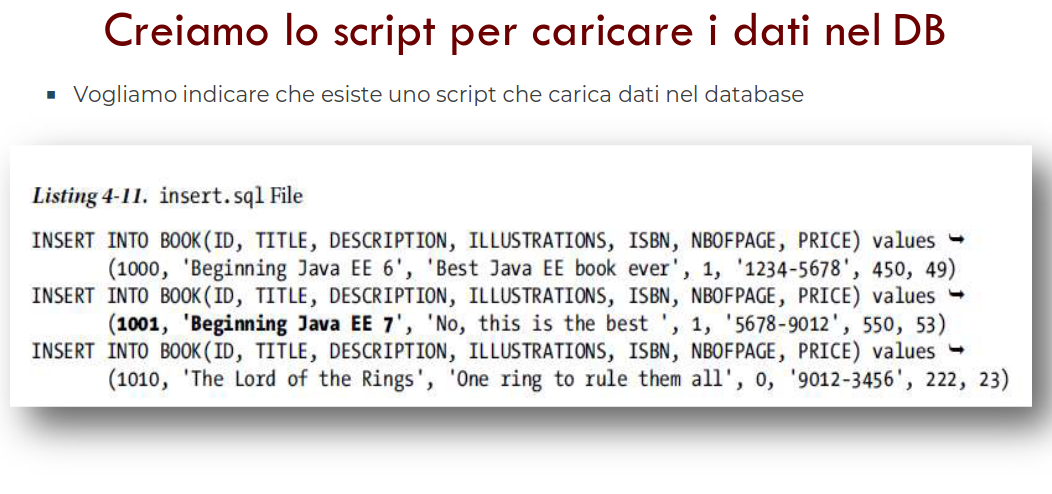 Creiamo lo script per caricare i dati nel DB
▪ Vogliamo indicare che esiste uno script che carica dati nel database
Listing 4-11. insert.sql File
INSERT INTO BOOK(ID, TITLE, DESCRIPTION, ILLUSTRATIONS, ISBN, NBOFPAGE, PRICE) values ➥
(1000, 'Beginning Java EE 6', 'Best Java EE book ever', 1, '1234-5678', 450, 49)
INSERT INTO BOOK(ID, TITLE, DESCRIPTION, ILLUSTRATIONS, ISBN, NBOFPAGE, PRICE) values ➥
(1001, 'Beginning Java EE 7', 'No, this is the best ', 1, '5678-9012', 550, 53)
INSERT INTO BOOK(ID, TITLE, DESCRIPTION, ILLUSTRATIONS, ISBN, NBOFPAGE, PRICE) values ➥
(1010, 'The Lord of the Rings', 'One ring to rule them all', 0, '9012-3456', 222, 23)